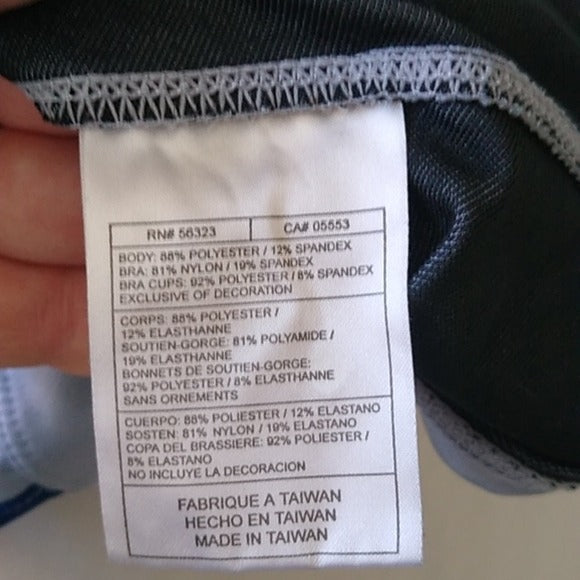 RN# 56323 CA# 05553
BODY: 88% POLYESTER / 12% SPANDEX
BRA: 81% NYLON / 19% SPANDEX
BRA CUPS: 92% POLYESTER / 8% SPANDEX
EXCLUSIVE OF DECORATION
CORPS: 88% POLYESTER /
12% ELASTHANNE
SOUTIEN-GORGE: 81% POLYAMIDE /
19% ELASTHANNE
BONNETS DE SOUTIEN-GORGE:
92% POLYESTER / 8% ELASTHANNE
SANS ORNEMENTS
CUERPO: 88% POLIESTER / 12% ELASTANO
SOSTEN: 81% NYLON / 19% ELASTANO
COPA DEL BRASSIERE: 92% POLIESTER /
8% ELASTANO
NO INCLUYE LA DECORACION
FABRIQUE A TAIWAN
HECHO EN TAIWAN
MADE IN TAIWAN